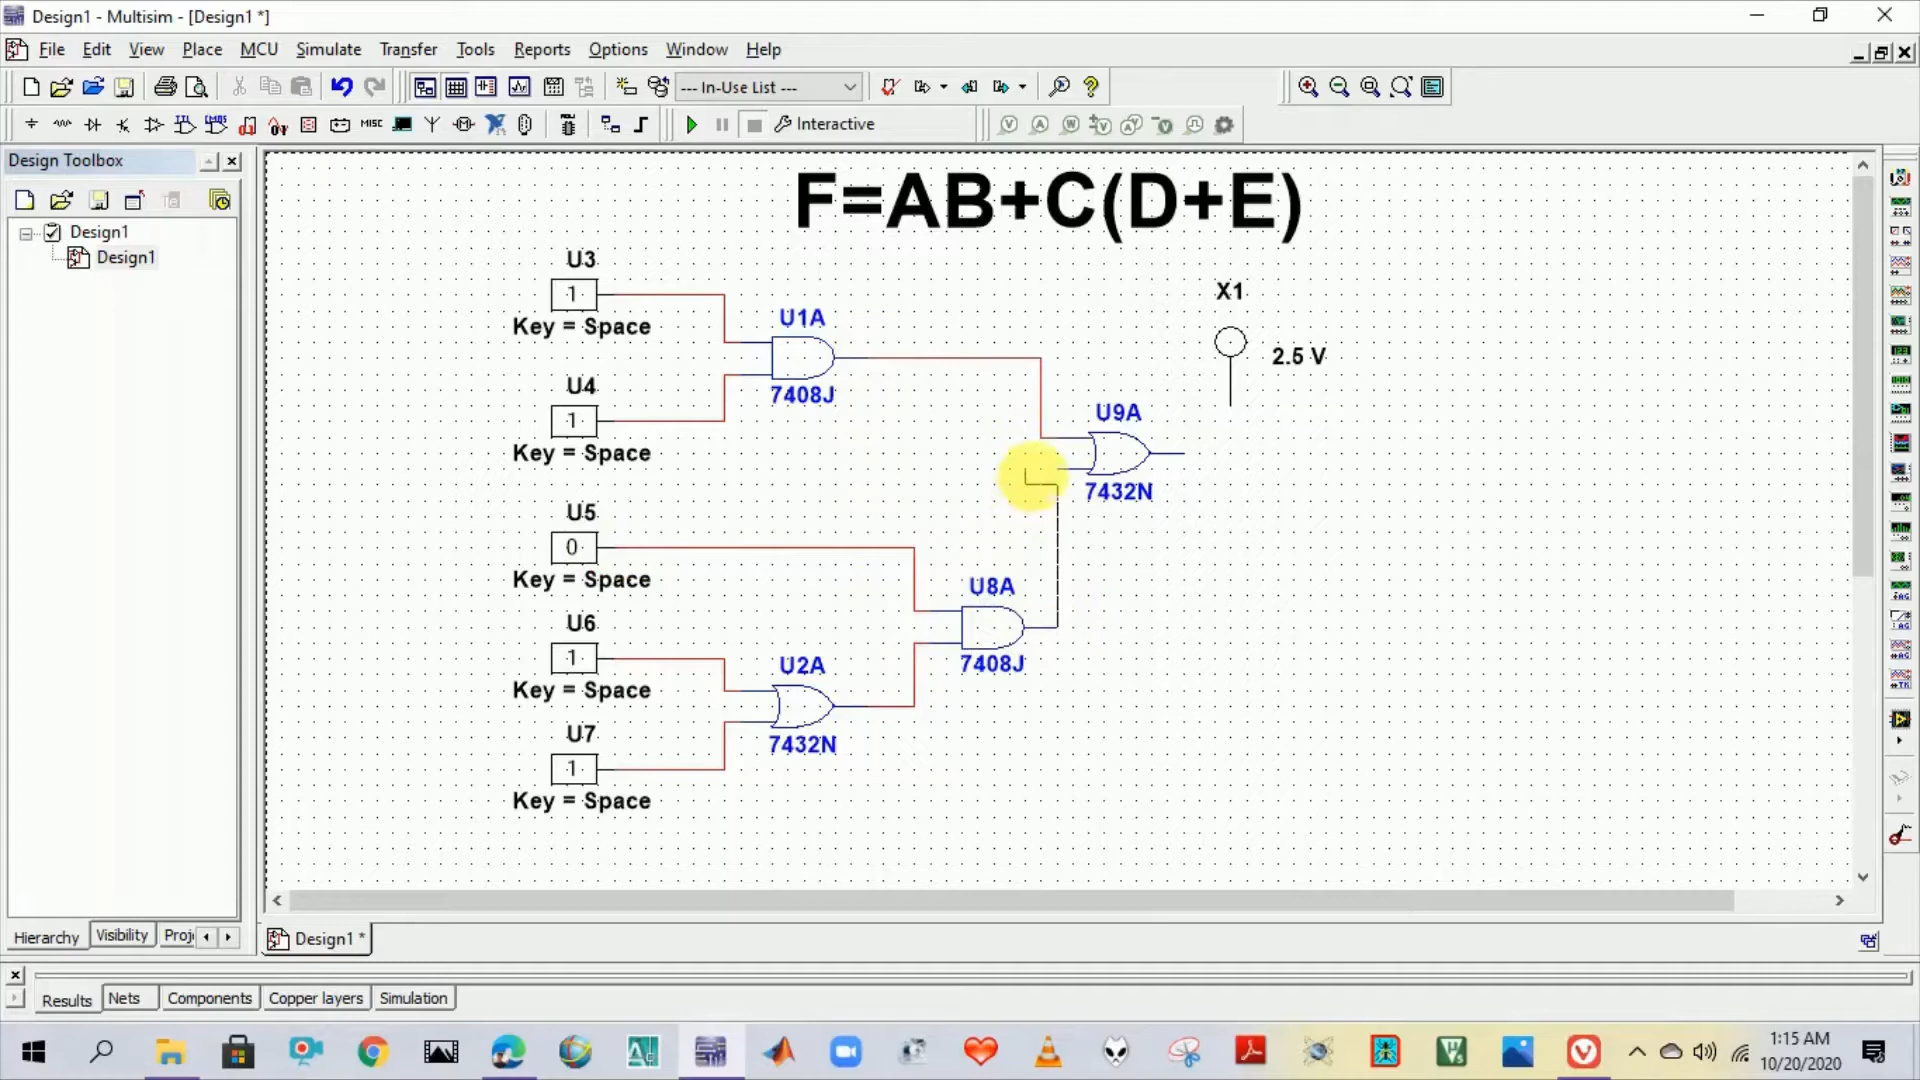 Design1 - Multisim - [Design1 *]
File Edit View Place MCU Simulate Transfer Tools Reports Options Window Help
--- In-Use List ---
MISC
Interactive
Design Toolbox
Design1
Design1
F=AB+C(D+E)
U3
1
Key = Space
U4
1
Key = Space
U5
0
Key = Space
U6
1
Key = Space
U7
1
Key = Space
U1A
7408J
U2A
7432N
U8A
7408J
U9A
7432N
X1
2.5 V
Hierarchy Visibility Proj
Design1 *
Results Nets Components Copper layers Simulation
1:15 AM
10/20/2020